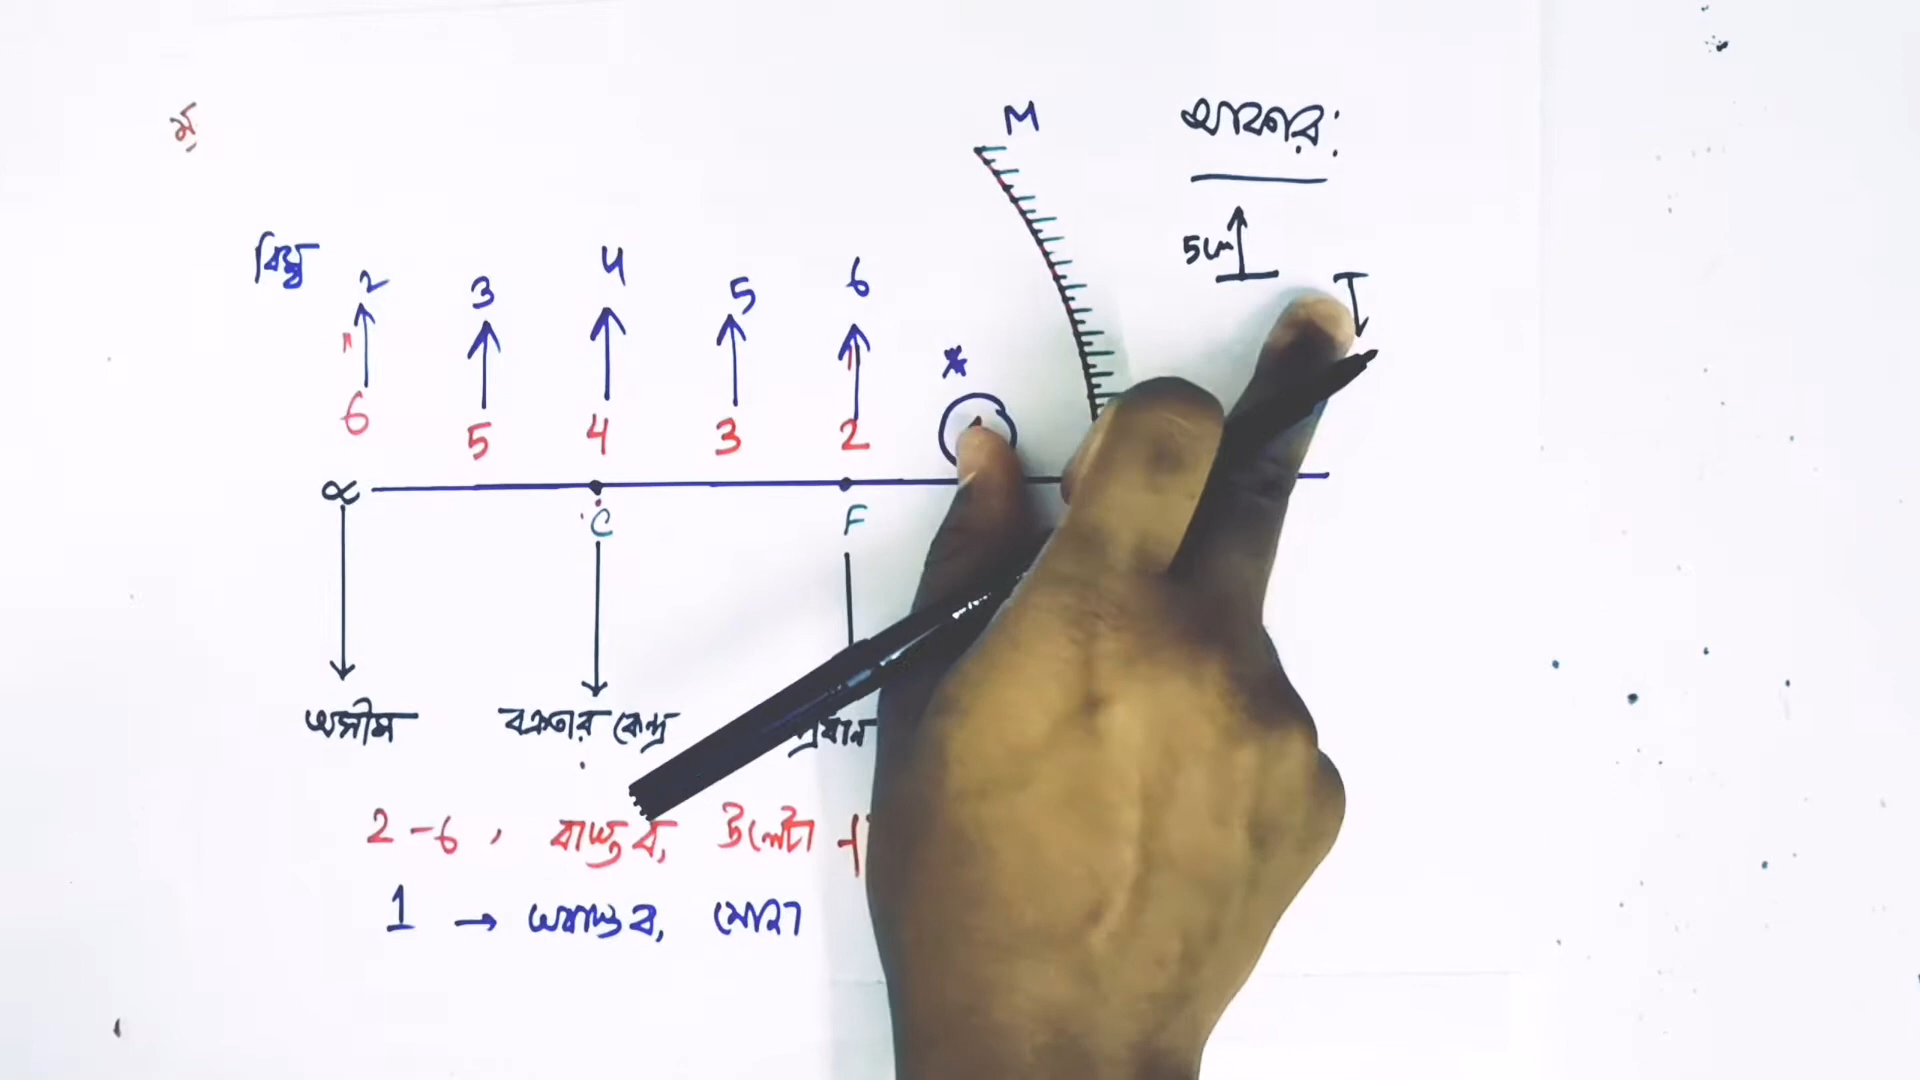 M
আকার:
5cm
বিম্ব 2 3 4 5 6
6 5 4 3 2
∝
C F
অসীম বক্রতার কেন্দ্র প্রধান
2-6, বাস্তব, উল্টো
1 → অবাস্তব, সোজা